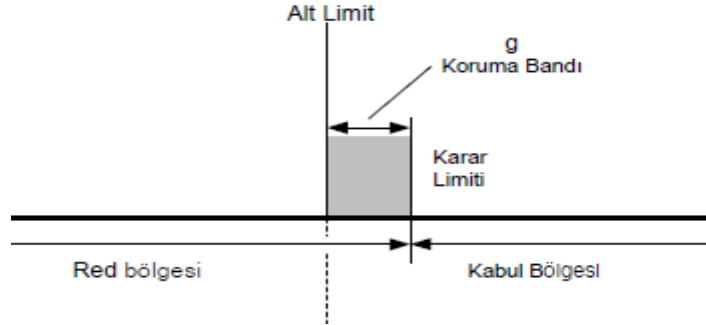 Alt Limit
g
Koruma Bandı
Karar
Limiti
Red bölgesi
Kabul Bölgesi